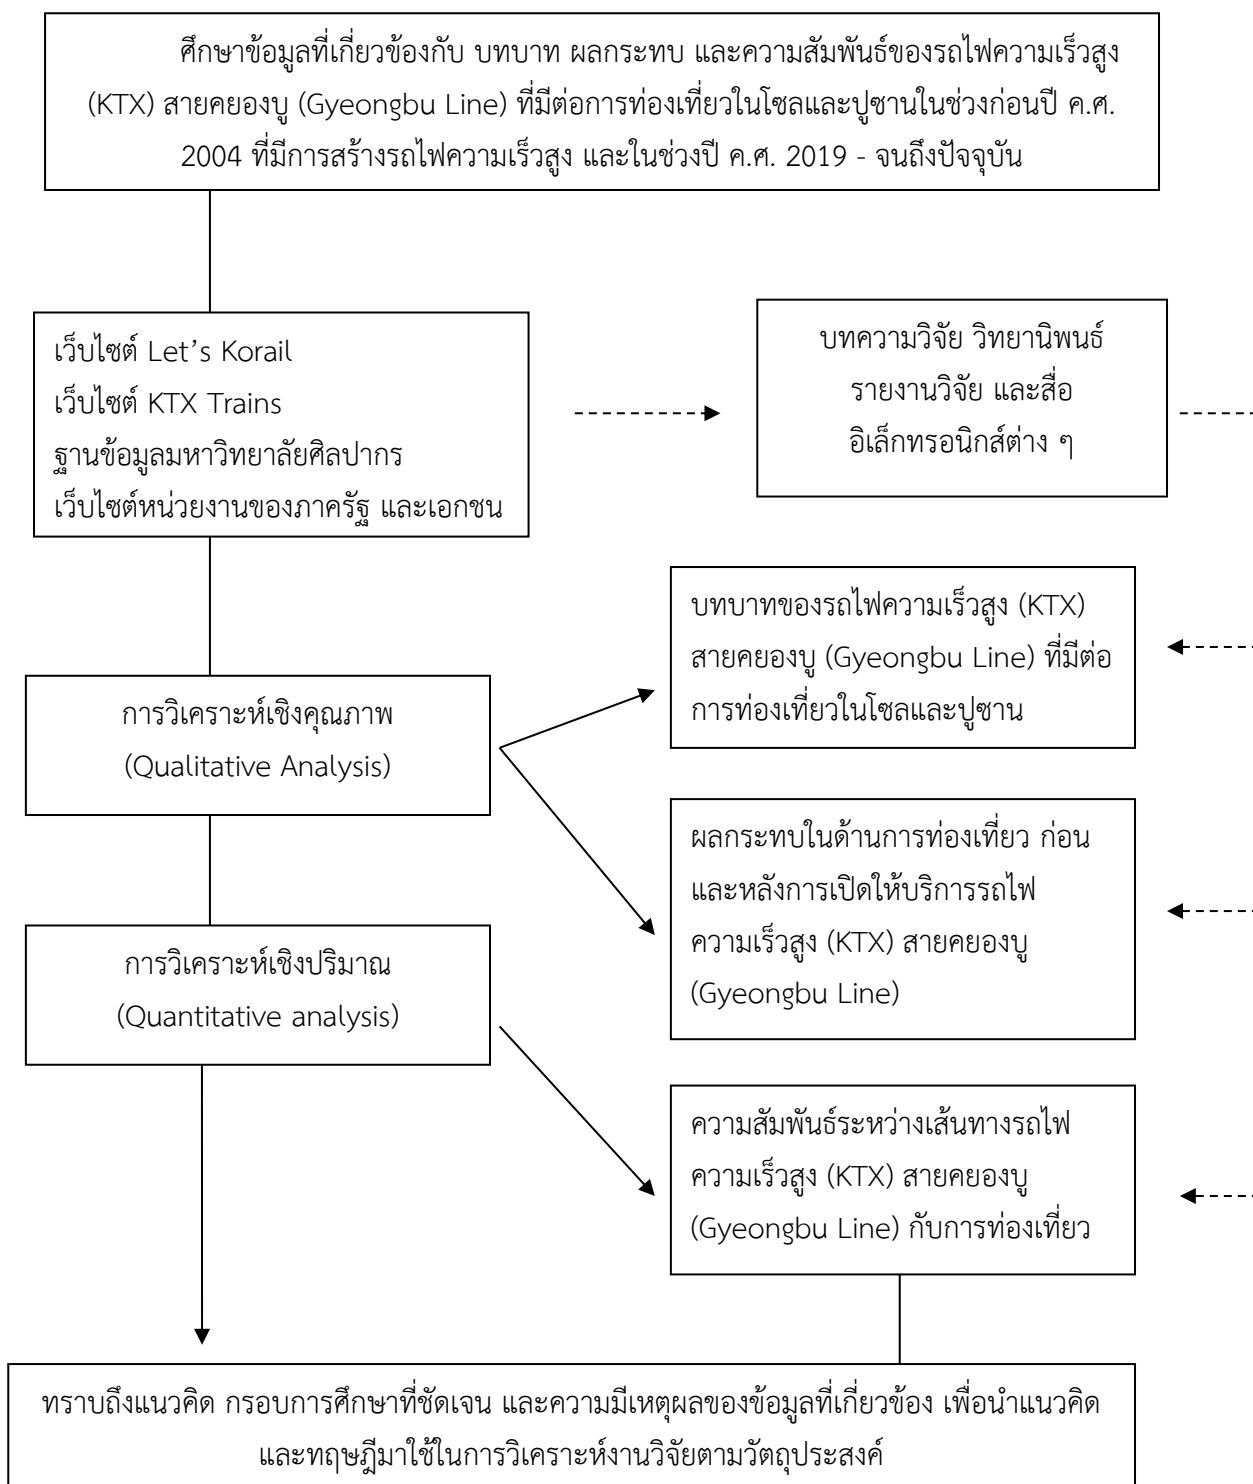 ศึกษาข้อมูลที่เกี่ยวข้องกับ บทบาท ผลกระทบ และความสัมพันธ์ของรถไฟความเร็วสูง
(KTX) สายคยองบู (Gyeongbu Line) ที่มีต่อการท่องเที่ยวในโซลและปูซานในช่วงก่อนปี ค.ศ.
2004 ที่มีการสร้างรถไฟความเร็วสูง และในช่วงปี ค.ศ. 2019 - จนถึงปัจจุบัน
เว็บไซต์ Let's Korail
เว็บไซต์ KTX Trains
ฐานข้อมูลมหาวิทยาลัยศิลปากร
เว็บไซต์หน่วยงานของภาครัฐ และเอกชน
บทความวิจัย วิทยานิพนธ์
รายงานวิจัย และสื่อ
อิเล็กทรอนิกส์ต่าง ๆ
การวิเคราะห์เชิงคุณภาพ
(Qualitative Analysis)
บทบาทของรถไฟความเร็วสูง (KTX)
สายคยองบู (Gyeongbu Line) ที่มีต่อ
การท่องเที่ยวในโซลและปูซาน
ผลกระทบในด้านการท่องเที่ยว ก่อน
และหลังการเปิดให้บริการรถไฟ
ความเร็วสูง (KTX) สายคยองบู
(Gyeongbu Line)
การวิเคราะห์เชิงปริมาณ
(Quantitative analysis)
ความสัมพันธ์ระหว่างเส้นทางรถไฟ
ความเร็วสูง (KTX) สายคยองบู
(Gyeongbu Line) กับการท่องเที่ยว
ทราบถึงแนวคิด กรอบการศึกษาที่ชัดเจน และความมีเหตุผลของข้อมูลที่เกี่ยวข้อง เพื่อนำแนวคิด
และทฤษฎีมาใช้ในการวิเคราะห์งานวิจัยตามวัตถุประสงค์